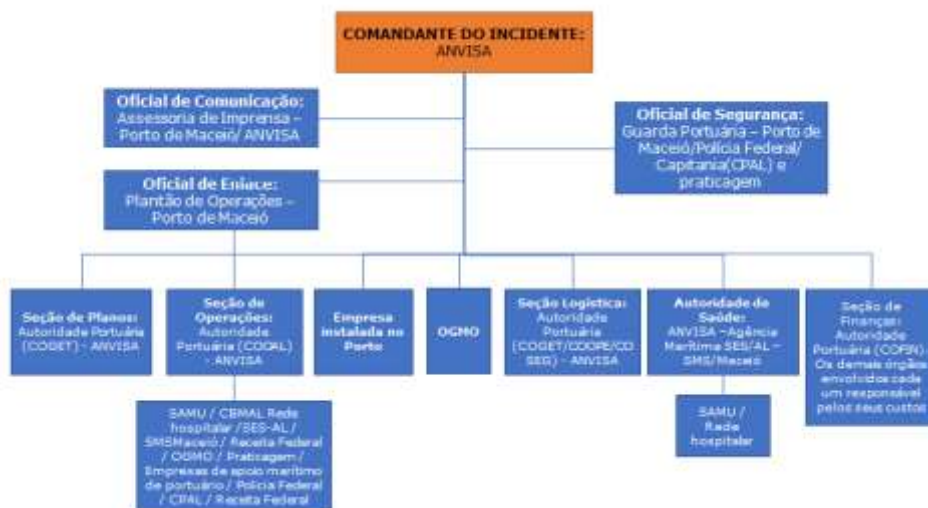 COMANDANTE DO INCIDENTE:
ANVISA
Oficial de Comunicação:
Assessoria de Imprensa –
Porto de Maceió/ ANVISA
Oficial de Segurança:
Guarda Portuária – Porto de
Maceió/Polícia Federal/
Capitania(CPAL) e
praticagem
Oficial de Enlace:
Plantão de Operações –
Porto de Maceió
Seção de Planos:
Autoridade Portuária
(COGET) - ANVISA
Seção de
Operações:
Autoridade
Portuária (CODAL)
- ANVISA
Empresa
instalada no
Porto
OGMO
Seção Logística:
Autoridade
Portuária
(COGET/COOPE/CO
SEG) - ANVISA
Autoridade de
Saúde:
ANVISA –Agência
Marítima SES/AL –
SMS/Maceió
Seção de
Finanças:
Autoridade
Portuária (COFIN) -
Os demais órgãos
envolvidos cada
um responsável
pelos seus custos
SAMU / CBMAL Rede
hospitalar /SES-AL /
SMSMaceió / Receita Federal
/ OGMO / Praticagem /
Empresas de apoio marítimo
de portuário / Polícia Federal
/ CPAL / Receita Federal
SAMU /
Rede
hospitalar